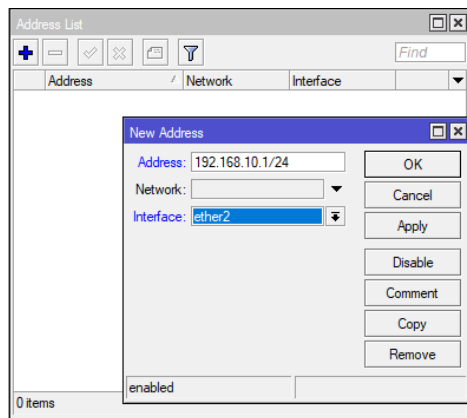 Address List
Find
Address Network Interface
New Address
Address: 192.168.10.1/24
OK
Network:
Cancel
Interface: ether2
Apply
Disable
Comment
Copy
Remove
enabled
0 items